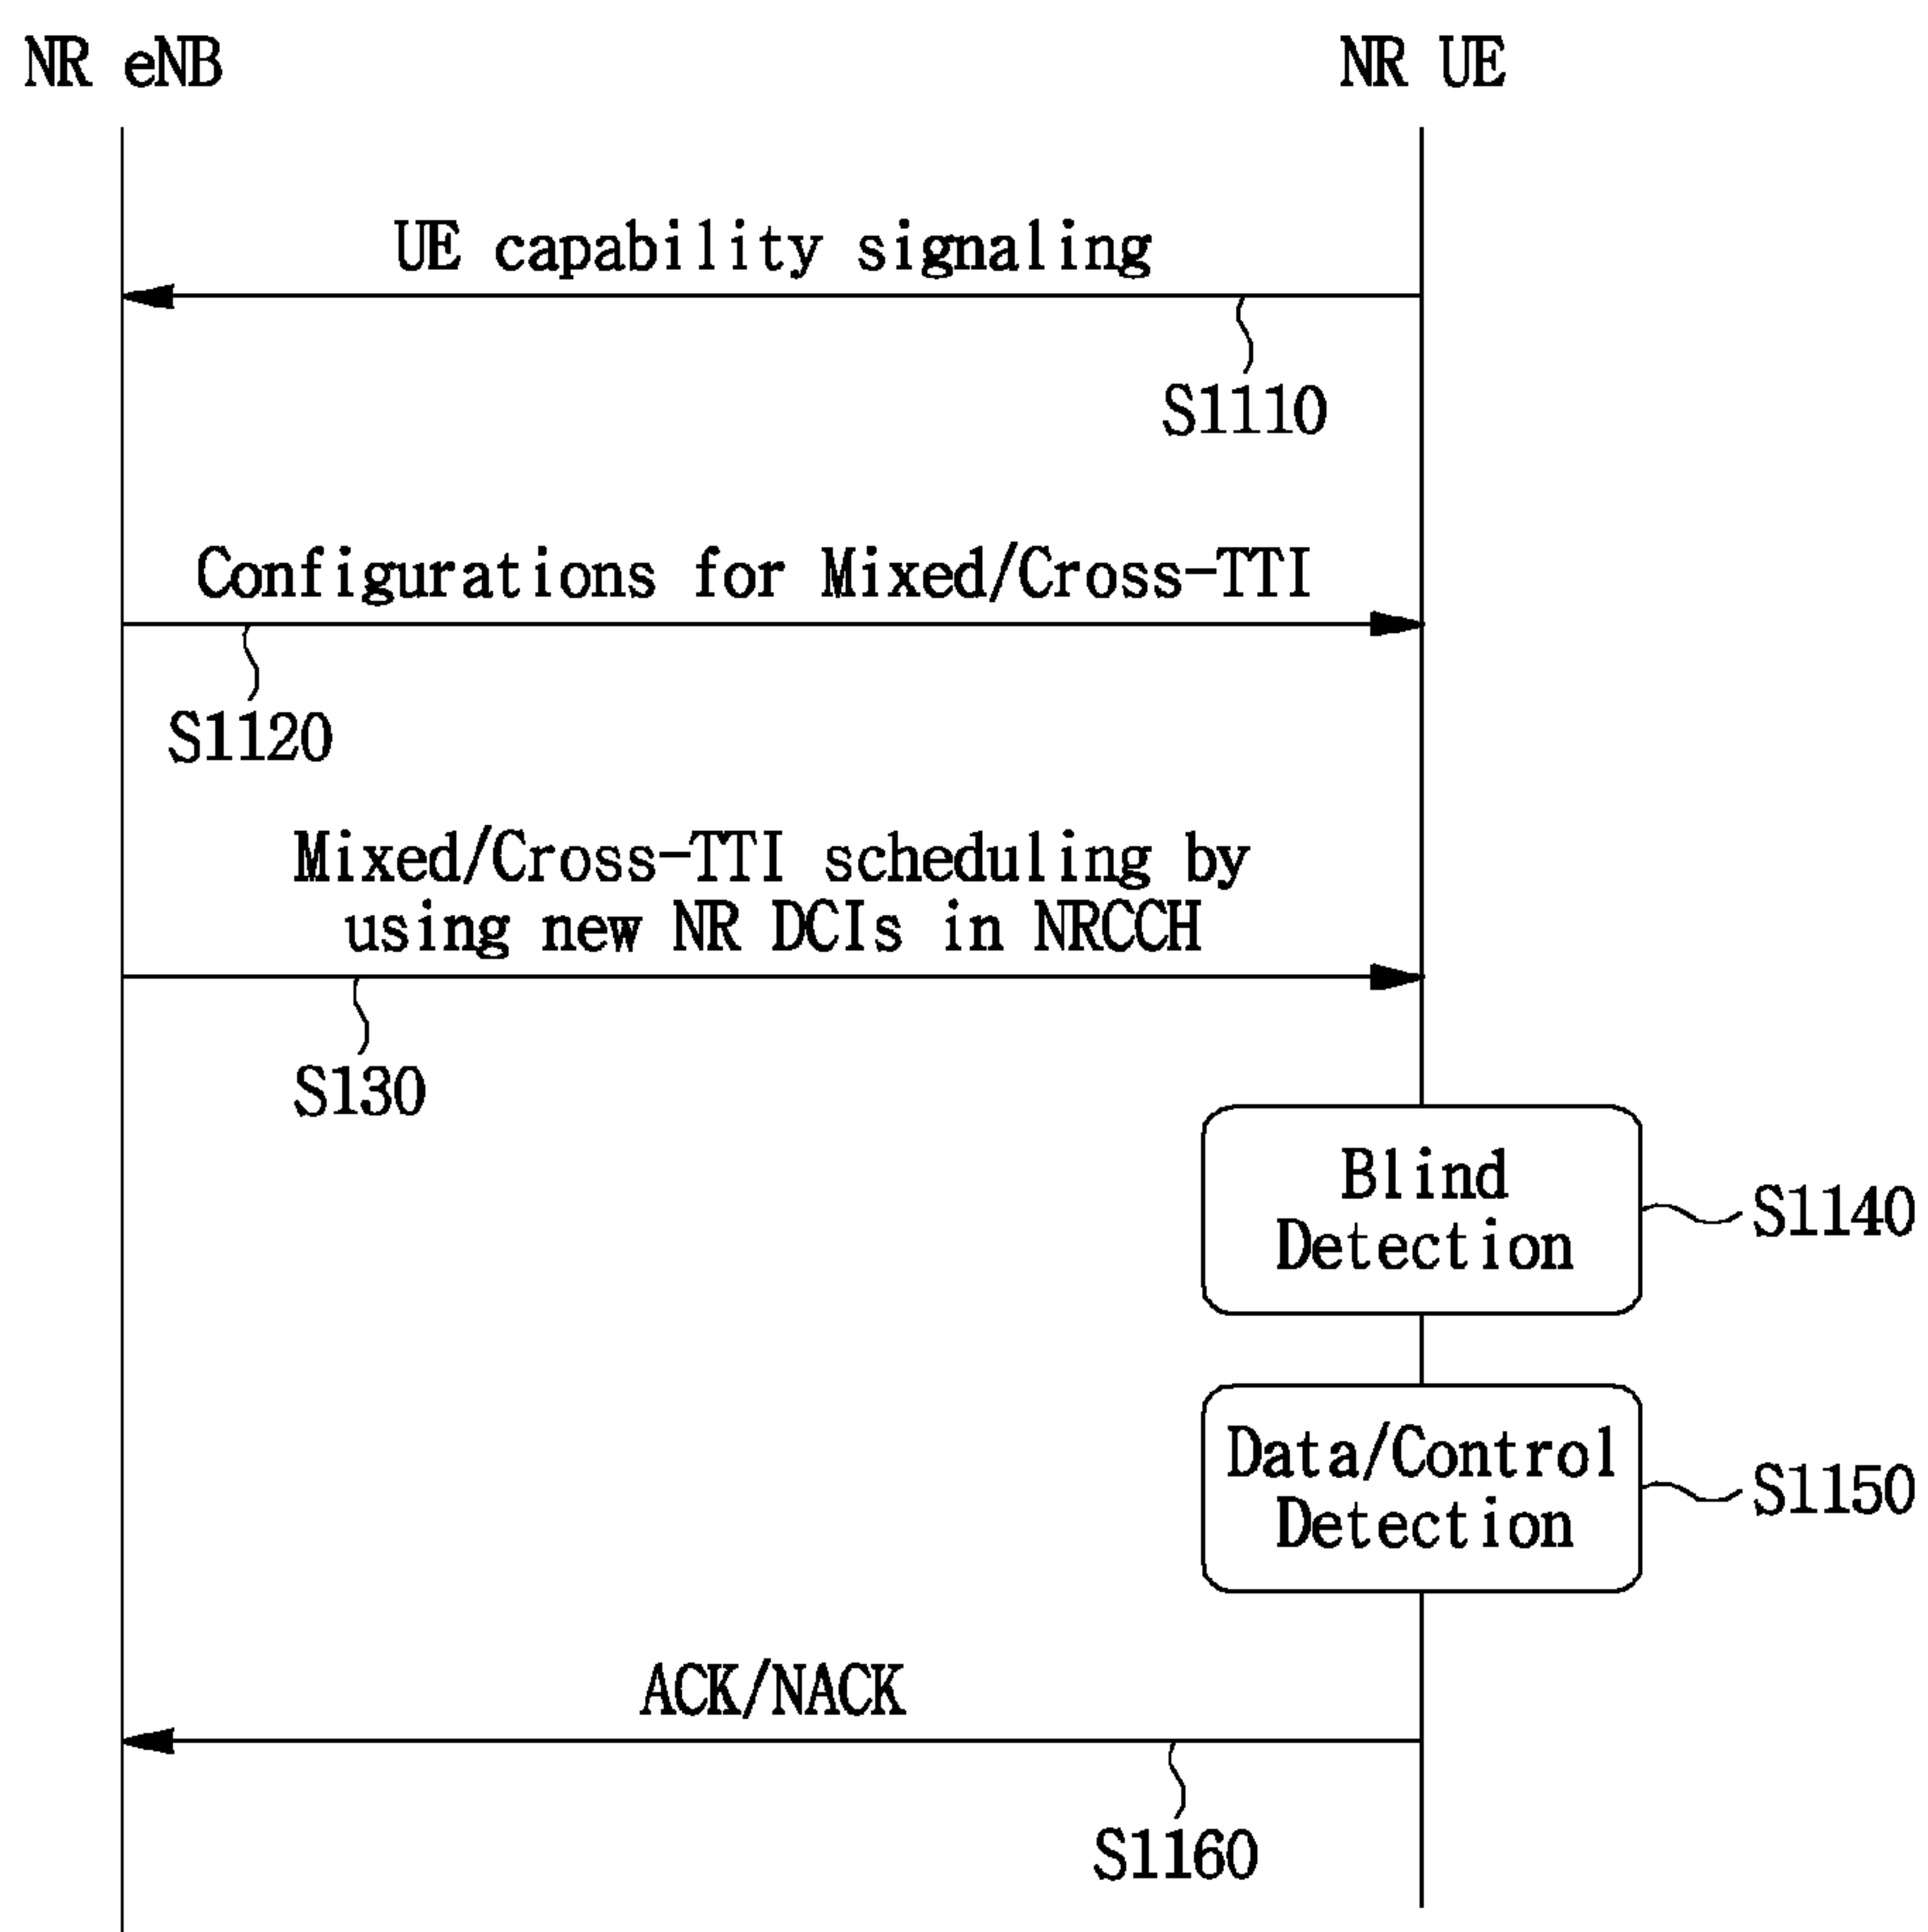 NR eNB
NR UE
UE capability signaling
S1110
Configurations for Mixed/Cross-TTI
S1120
Mixed/Cross-TTI scheduling by
using new NR DCIs in NRCCH
S130
Blind
Detection
S1140
Data/Control
Detection
S1150
ACK/NACK
S1160